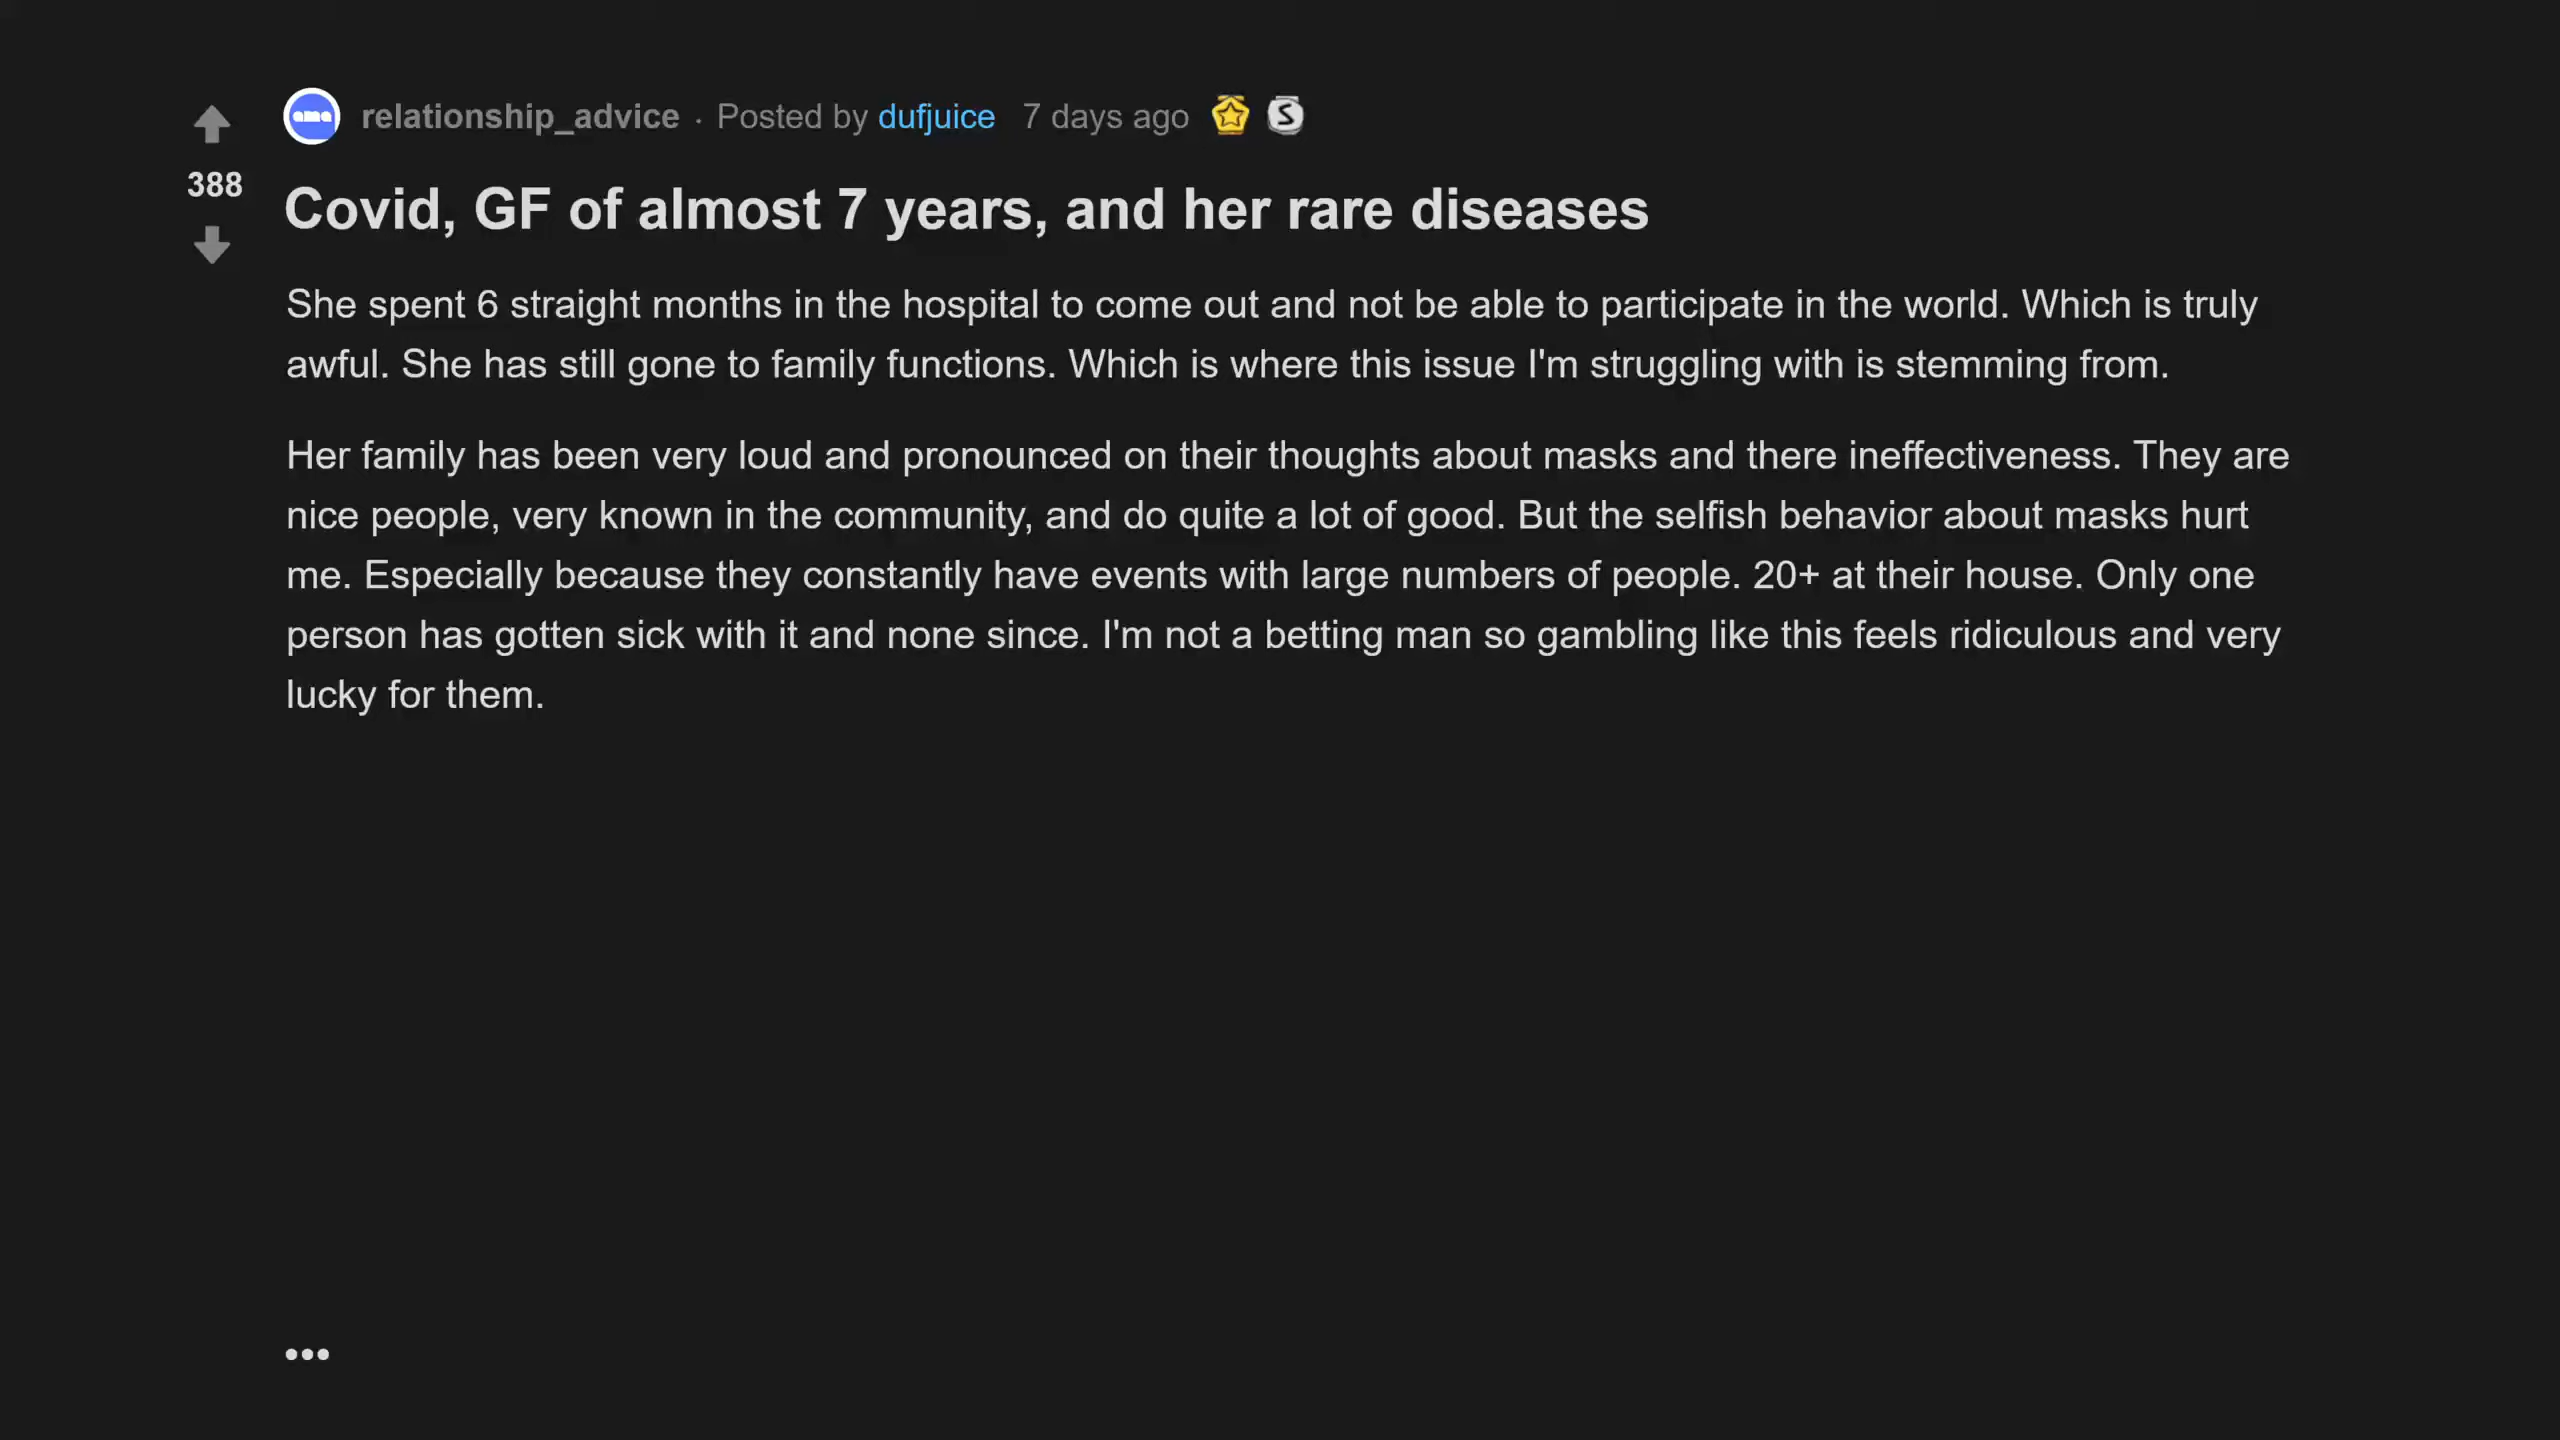 relationship_advice · Posted by dufjuice 7 days ago
388
Covid, GF of almost 7 years, and her rare diseases
She spent 6 straight months in the hospital to come out and not be able to participate in the world. Which is truly
awful. She has still gone to family functions. Which is where this issue I'm struggling with is stemming from.
Her family has been very loud and pronounced on their thoughts about masks and there ineffectiveness. They are
nice people, very known in the community, and do quite a lot of good. But the selfish behavior about masks hurt
me. Especially because they constantly have events with large numbers of people. 20+ at their house. Only one
person has gotten sick with it and none since. I'm not a betting man so gambling like this feels ridiculous and very
lucky for them.
•••